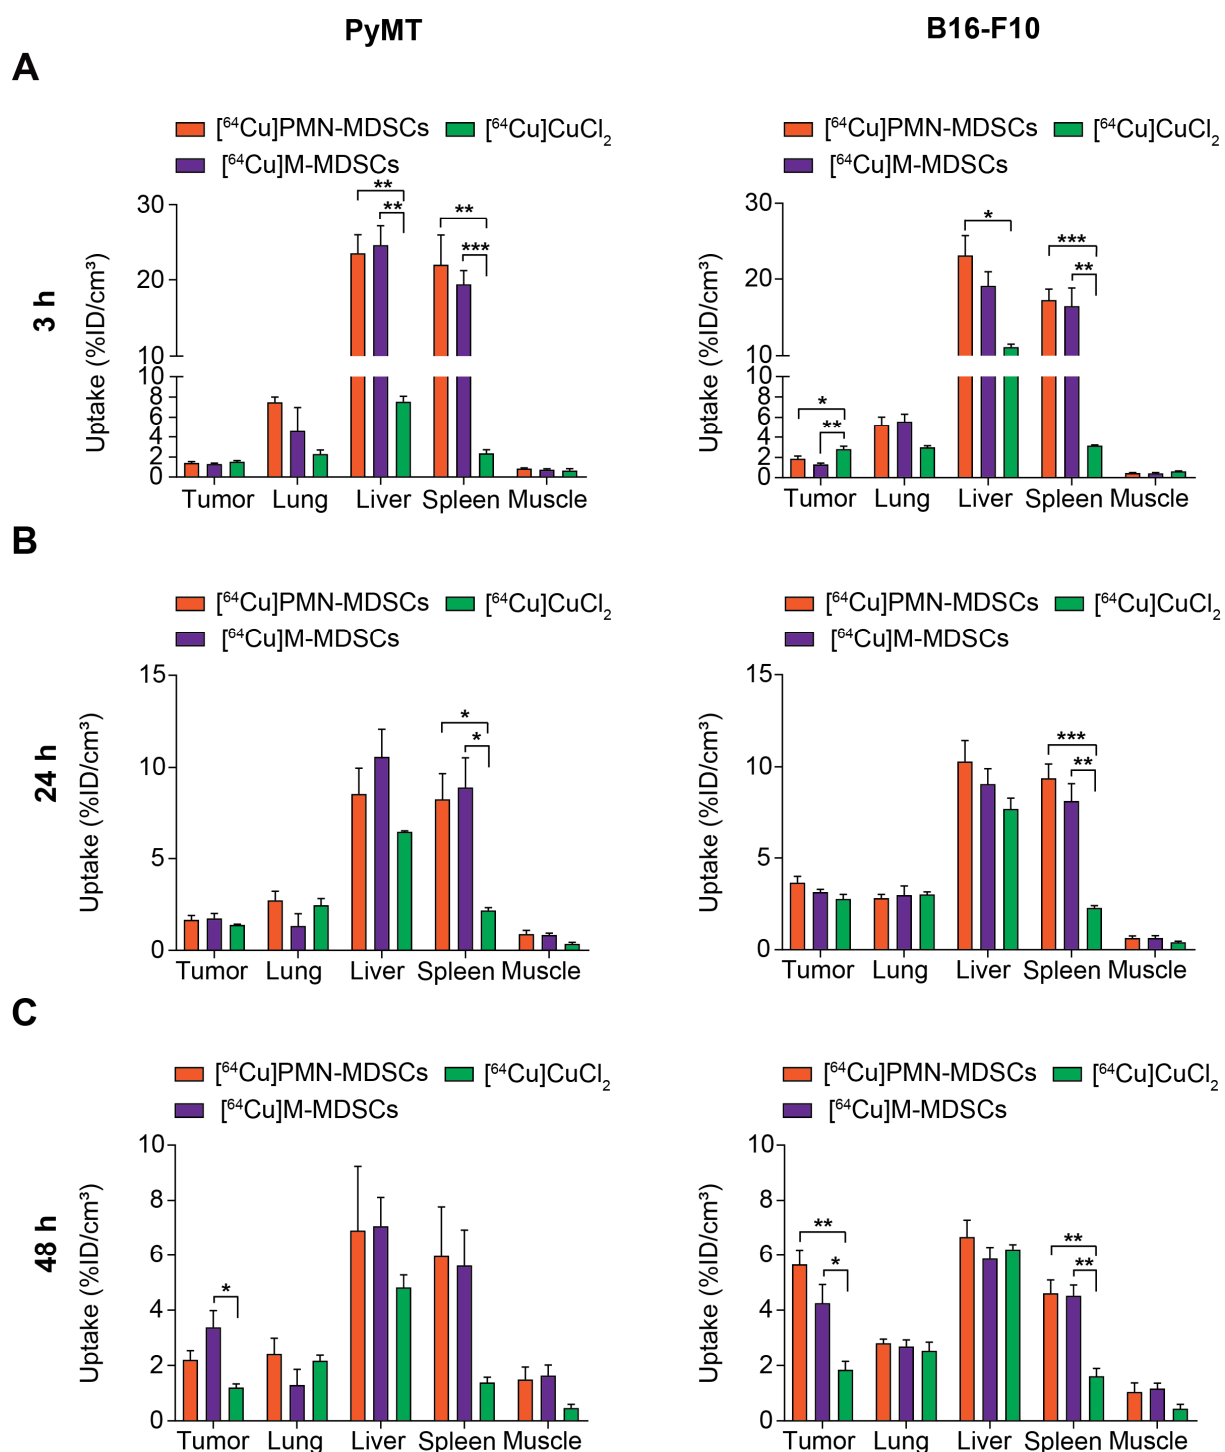 PyMT
B16-F10
A
[⁶⁴Cu]PMN-MDSCs [⁶⁴Cu]CuCl₂
[⁶⁴Cu]M-MDSCs
3 h
Uptake (%ID/cm³)
30
20
10
10
8
6
4
2
0
** ** ** ***
Tumor Lung Liver Spleen Muscle
[⁶⁴Cu]PMN-MDSCs [⁶⁴Cu]CuCl₂
[⁶⁴Cu]M-MDSCs
Uptake (%ID/cm³)
30
20
10
10
8
6
4
2
0
* ** * *** **
Tumor Lung Liver Spleen Muscle
B
[⁶⁴Cu]PMN-MDSCs [⁶⁴Cu]CuCl₂
[⁶⁴Cu]M-MDSCs
24 h
Uptake (%ID/cm³)
15
10
5
0
* *
Tumor Lung Liver Spleen Muscle
[⁶⁴Cu]PMN-MDSCs [⁶⁴Cu]CuCl₂
[⁶⁴Cu]M-MDSCs
Uptake (%ID/cm³)
15
10
5
0
*** **
Tumor Lung Liver Spleen Muscle
C
[⁶⁴Cu]PMN-MDSCs [⁶⁴Cu]CuCl₂
[⁶⁴Cu]M-MDSCs
48 h
Uptake (%ID/cm³)
10
8
6
4
2
0
*
Tumor Lung Liver Spleen Muscle
[⁶⁴Cu]PMN-MDSCs [⁶⁴Cu]CuCl₂
[⁶⁴Cu]M-MDSCs
Uptake (%ID/cm³)
10
8
6
4
2
0
** * ** **
Tumor Lung Liver Spleen Muscle